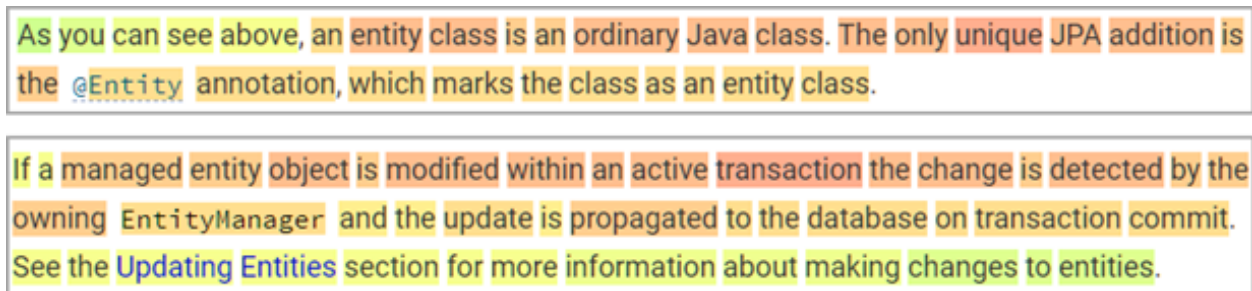 As you can see above, an entity class is an ordinary Java class. The only unique JPA addition is
the @Entity annotation, which marks the class as an entity class.
If a managed entity object is modified within an active transaction the change is detected by the
owning EntityManager and the update is propagated to the database on transaction commit.
See the Updating Entities section for more information about making changes to entities.